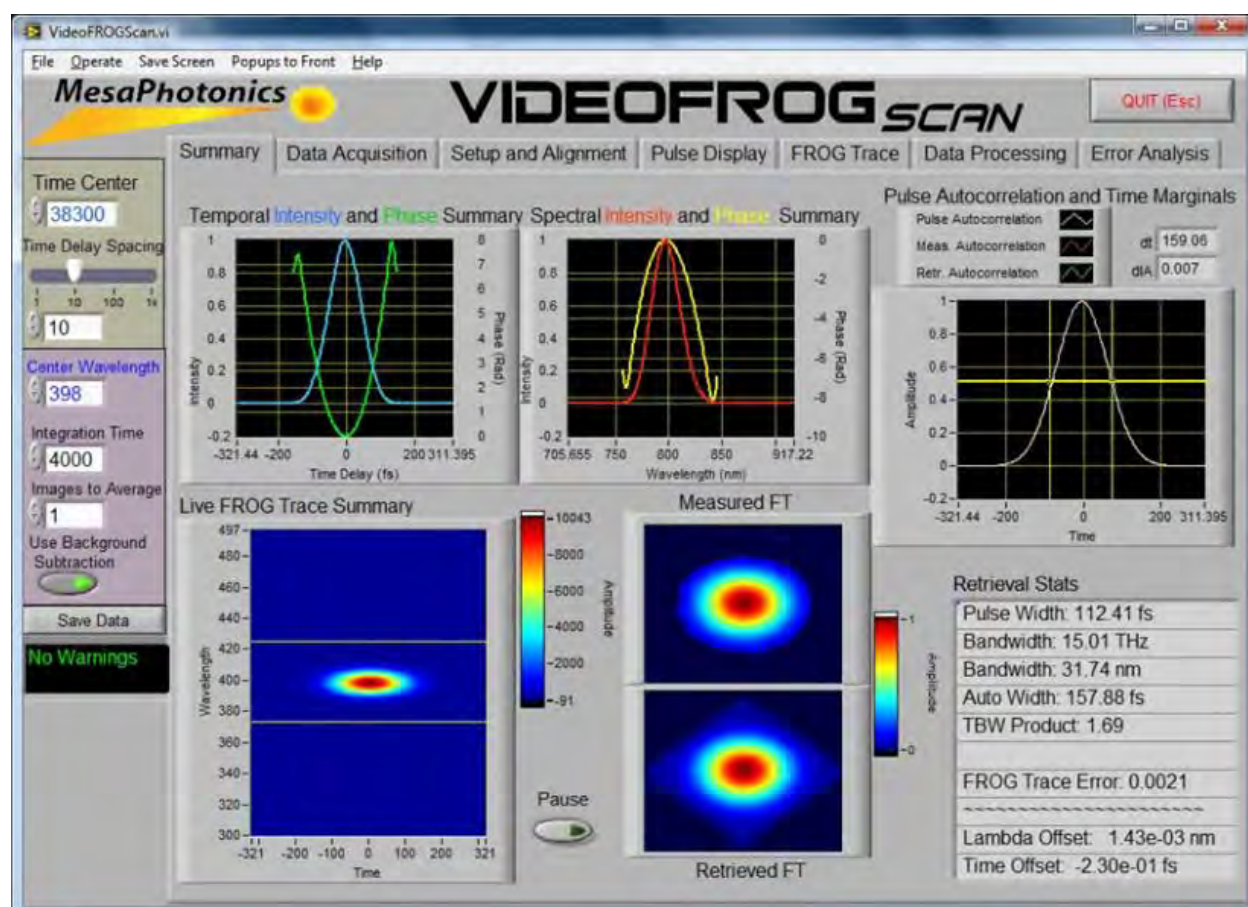 VideoFROGScan.vi
File Operate Save Screen Popups to Front Help
MesaPhotonics
VIDEOFROG SCAN
QUIT (Esc)
Summary Data Acquisition Setup and Alignment Pulse Display FROG Trace Data Processing Error Analysis
Time Center
38300
Time Delay Spacing
1 10 100 1k
10
Center Wavelength
398
Integration Time
4000
Images to Average
1
Use Background
Subtraction
Save Data
No Warnings
Temporal Intensity and Phase Summary
1
0.8
0.6
0.4
0.2
0
-0.2
Intensity
8
7
6
5
4
3
2
1
0
Phase (Rad)
-321.44 -200 0 200 311.395
Time Delay (fs)
Spectral Intensity and Phase Summary
1
0.8
0.6
0.4
0.2
0
-0.2
Intensity
0
-2
-4
-6
-8
-10
Phase (Rad)
705.655 750 800 850 917.22
Wavelength (nm)
Pulse Autocorrelation and Time Marginals
Pulse Autocorrelation
Meas. Autocorrelation
Retr. Autocorrelation
dt 159.06
dIA 0.007
1
0.8
0.6
0.4
0.2
0
-0.2
Amplitude
-321.44 -200 0 200 311.395
Time
Live FROG Trace Summary
497
480
460
440
420
400
380
360
340
320
300
Wavelength
-321 -200 -100 0 100 200 321
Time
10043
8000
6000
4000
2000
-91
Amplitude
Pause
Measured FT
Retrieved FT
1
0
Amplitude
Retrieval Stats
Pulse Width: 112.41 fs
Bandwidth: 15.01 THz
Bandwidth: 31.74 nm
Auto Width: 157.88 fs
TBW Product: 1.69
FROG Trace Error: 0.0021
~~~~~~~~~~~~~~~~~~~~~~
Lambda Offset: 1.43e-03 nm
Time Offset: -2.30e-01 fs